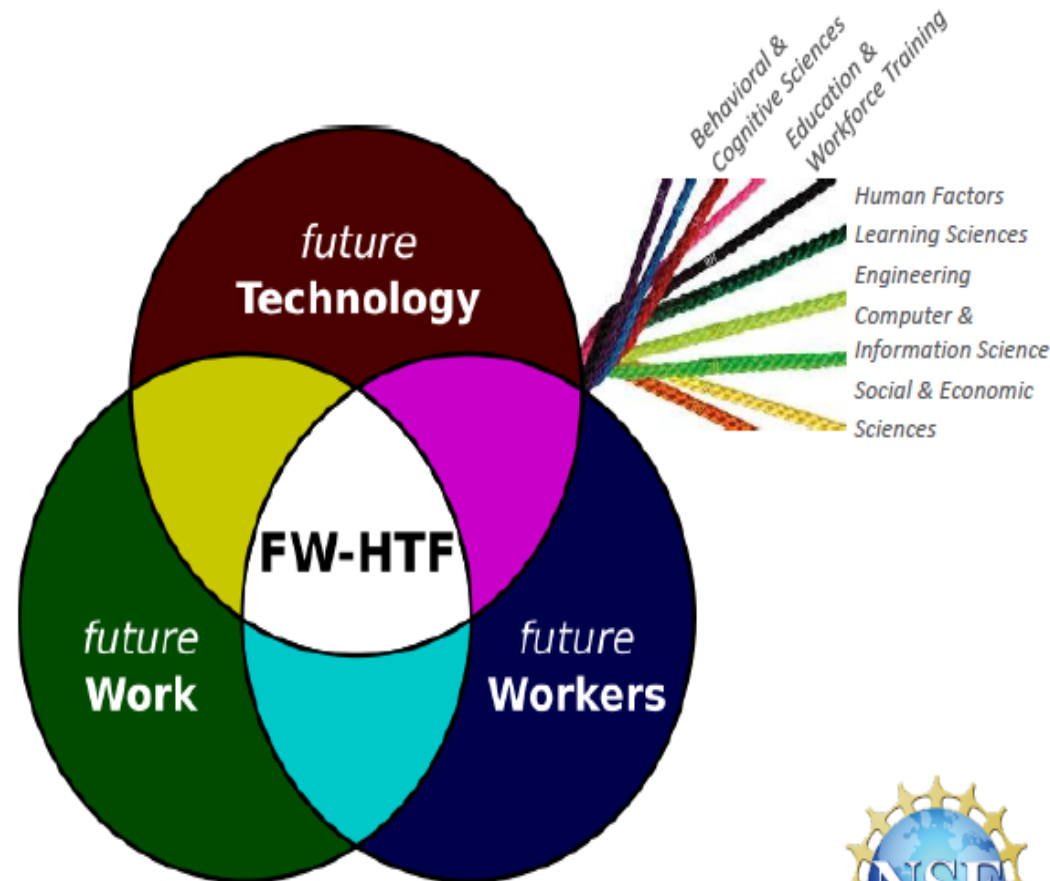 Behavioral &
Cognitive Sciences
Education &
Workforce Training
Human Factors
Learning Sciences
Engineering
Computer &
Information Science
Social & Economic
Sciences
future
Technology
FW-HTF
future
Work
future
Workers
NSF